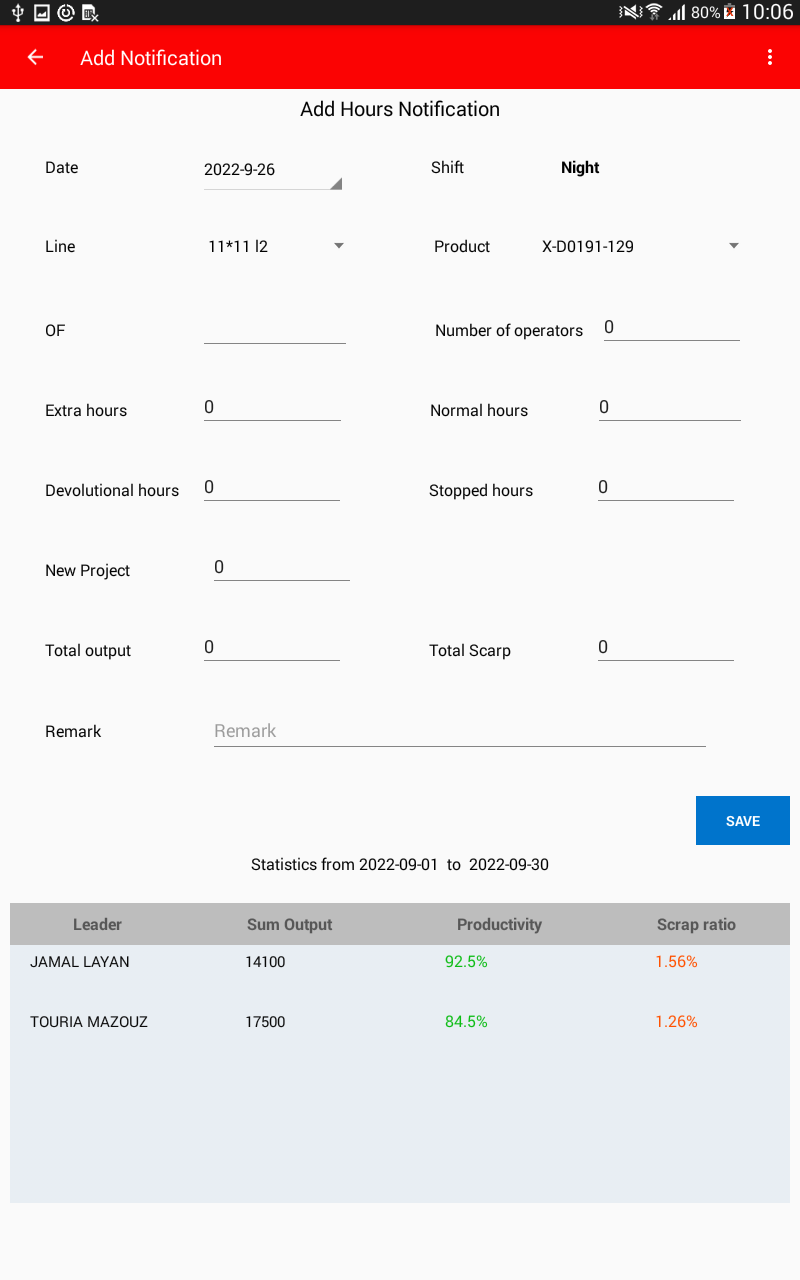 80% 10:06
Add Notification
Add Hours Notification
Date 2022-9-26 Shift Night
Line 11*11 l2 Product X-D0191-129
OF Number of operators 0
Extra hours 0 Normal hours 0
Devolutional hours 0 Stopped hours 0
New Project 0
Total output 0 Total Scarp 0
Remark Remark
SAVE
Statistics from 2022-09-01 to 2022-09-30
Leader Sum Output Productivity Scrap ratio
JAMAL LAYAN 14100 92.5% 1.56%
TOURIA MAZOUZ 17500 84.5% 1.26%